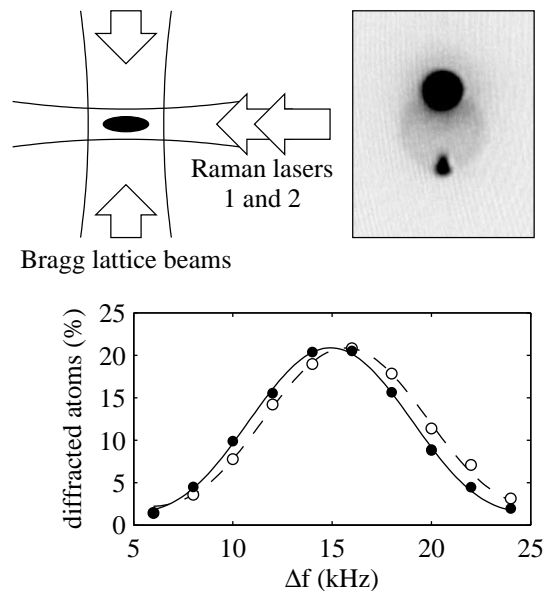 Raman lasers
1 and 2
Bragg lattice beams
diffracted atoms (%)
25
20
15
10
5
0
5
10
15
20
25
Δf (kHz)